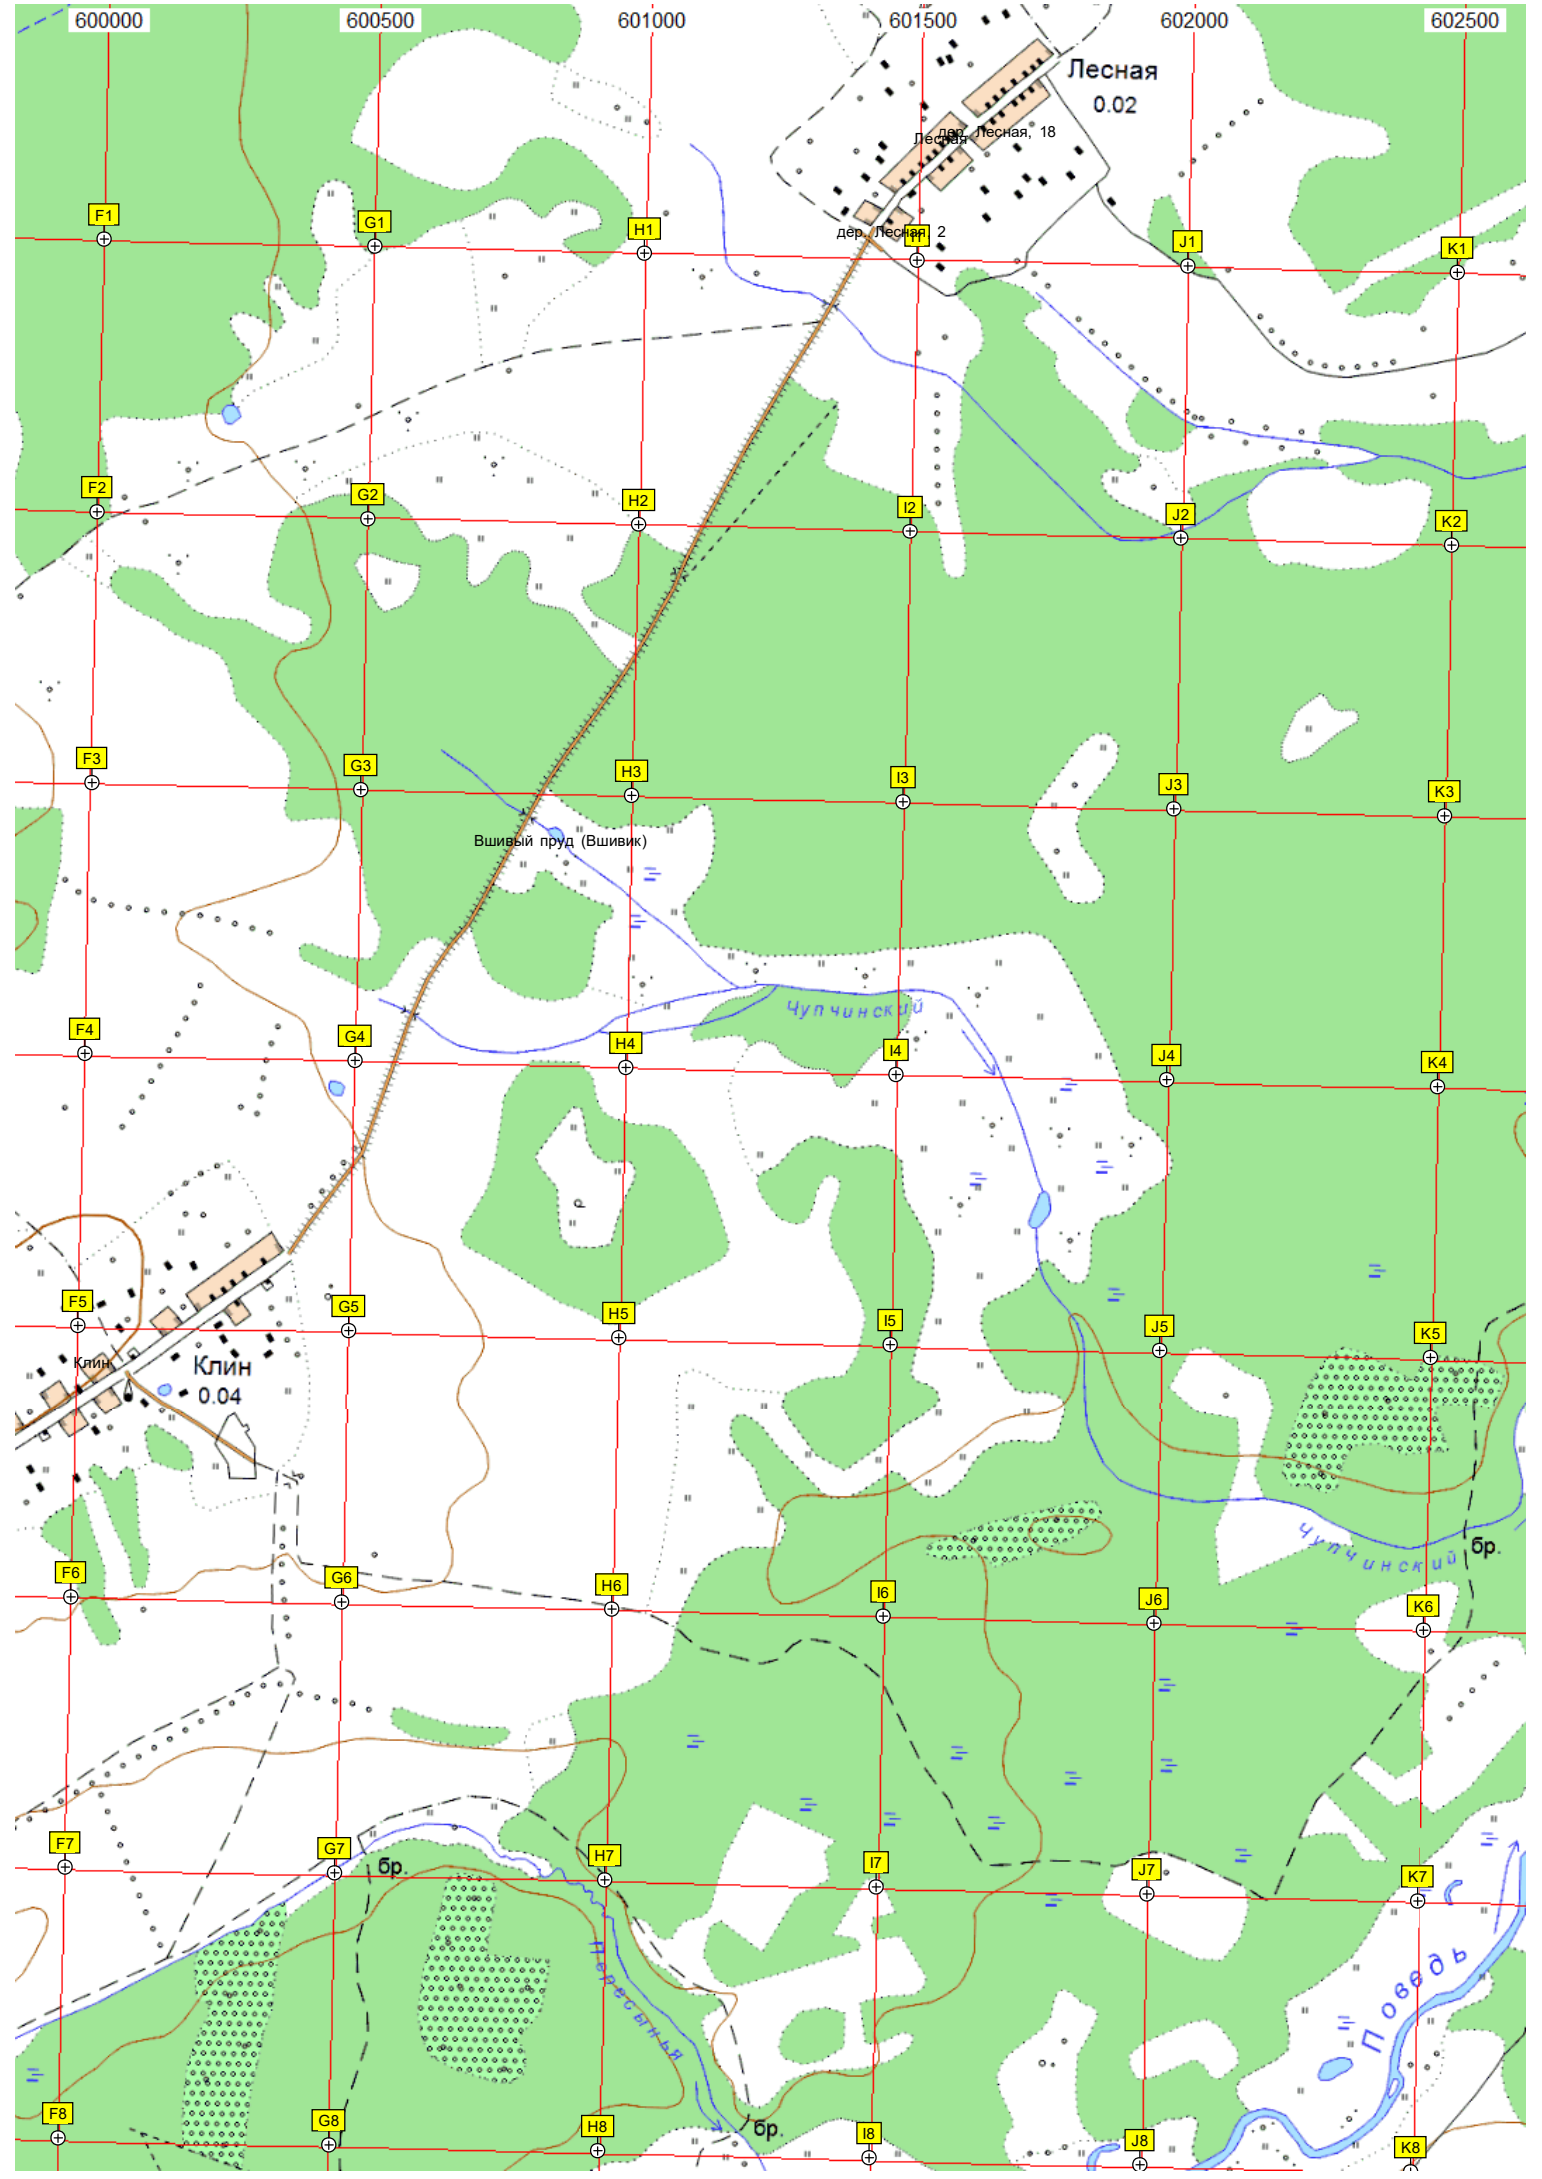 600000 600500 601000 601500 602000 602500
Лесная
0.02
дер. Лесная, 18
Лесная
F1 G1 H1 I1 J1 K1
дер. Лесная, 2
F2 G2 H2 I2 J2 K2
F3 G3 H3 I3 J3 K3
Вшивый пруд (Вшивик)
Чупчинский
F4 G4 H4 I4 J4 K4
F5 G5 H5 I5 J5 K5
Клин
Клин
0.04
Чупчинский
бр.
F6 G6 H6 I6 J6 K6
F7 G7 H7 I7 J7 K7
бр.
Пересынья
Поведь
F8 G8 H8 I8 J8 K8
бр.